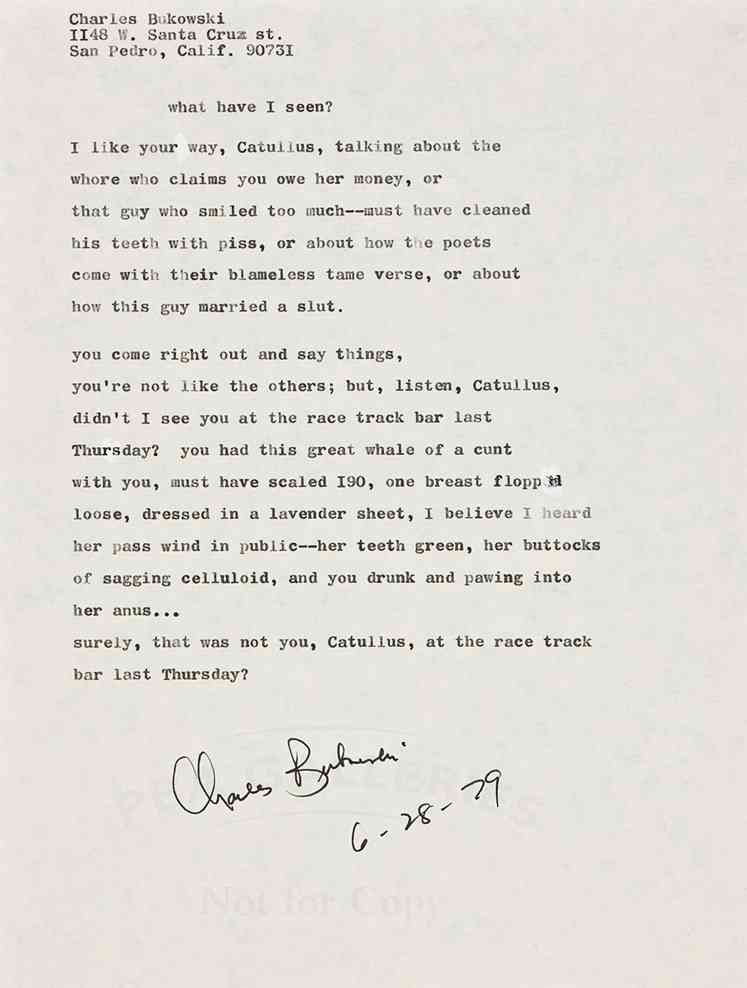 Charles Bukowski
II48 W. Santa Cruz st.
San Pedro, Calif. 9073I
what have I seen?
I like your way, Catullus, talking about the
whore who claims you owe her money, or
that guy who smiled too much--must have cleaned
his teeth with piss, or about how the poets
come with their blameless tame verse, or about
how this guy married a slut.
you come right out and say things,
you're not like the others; but, listen, Catullus,
didn't I see you at the race track bar last
Thursday? you had this great whale of a cunt
with you, must have scaled I90, one breast flopped
loose, dressed in a lavender sheet, I believe I heard
her pass wind in public--her teeth green, her buttocks
of sagging celluloid, and you drunk and pawing into
her anus...
surely, that was not you, Catullus, at the race track
bar last Thursday?
Charles Bukowski
6-28-79
Not for Copy